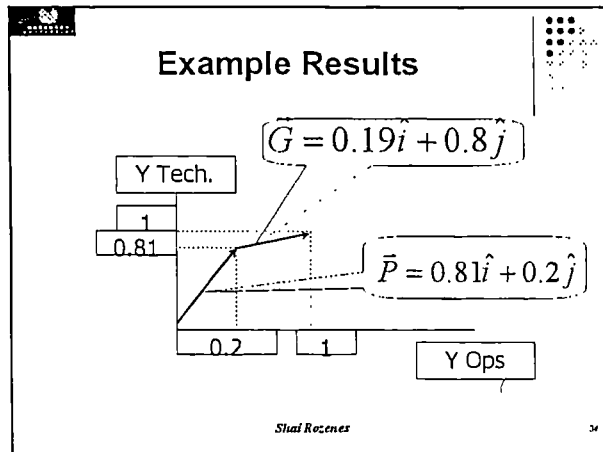 Example Results
G⃗ = 0.19î + 0.8ĵ
Y Tech.
1
0.81
P⃗ = 0.81î + 0.2ĵ
0.2
1
Y Ops
Shai Rozenes
34